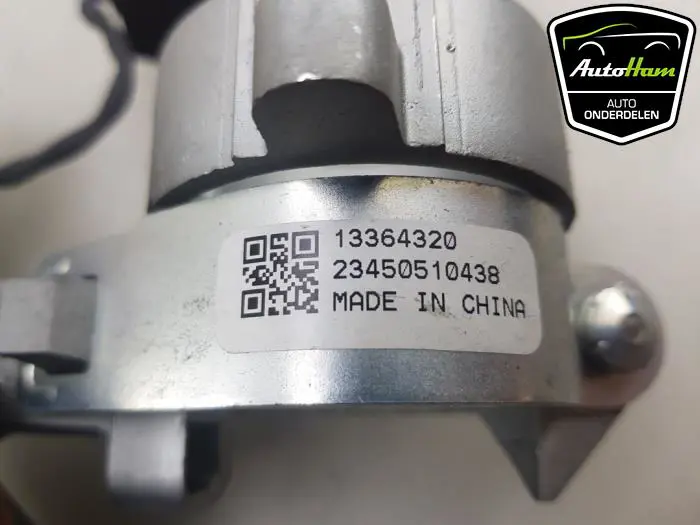 AutoHam
AUTO
ONDERDELEN
13364320
23450510438
MADE IN CHINA